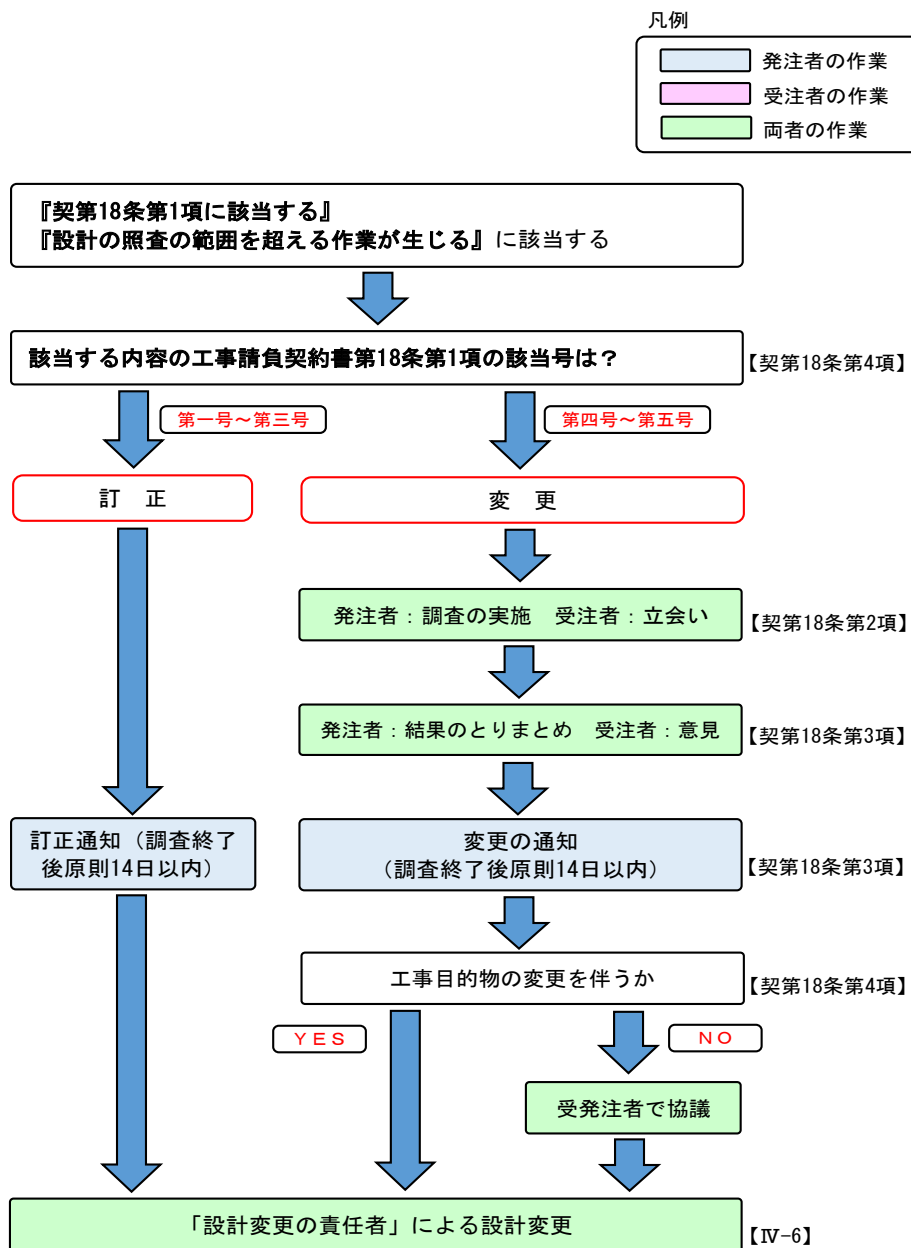 凡例
発注者の作業
受注者の作業
両者の作業
『契第18条第1項に該当する』
『設計の照査の範囲を超える作業が生じる』に該当する
該当する内容の工事請負契約書第18条第1項の該当号は？
【契第18条第4項】
第一号～第三号
第四号～第五号
訂　正
変　更
発注者：調査の実施　受注者：立会い
【契第18条第2項】
発注者：結果のとりまとめ　受注者：意見
【契第18条第3項】
訂正通知（調査終了
後原則14日以内）
変更の通知
（調査終了後原則14日以内）
【契第18条第3項】
工事目的物の変更を伴うか
【契第18条第4項】
ＹＥＳ
ＮＯ
受発注者で協議
「設計変更の責任者」による設計変更
【Ⅳ-6】